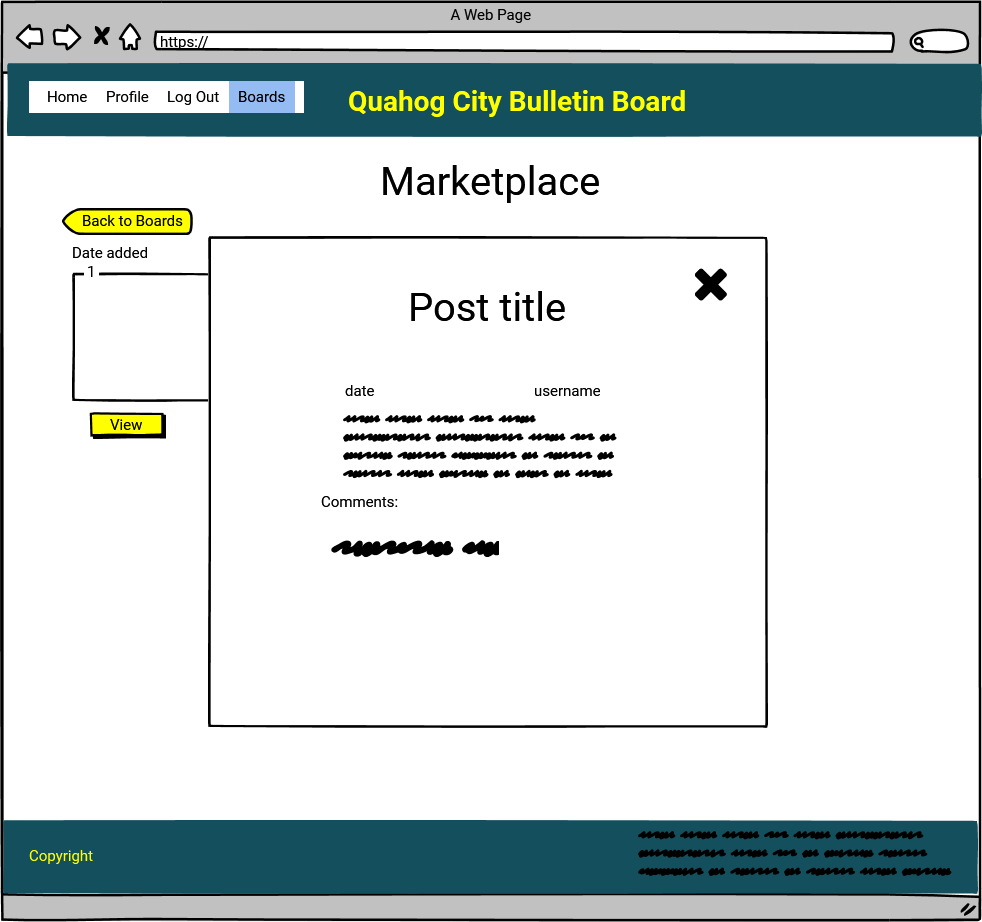 A Web Page
https://
Home Profile Log Out Boards
Quahog City Bulletin Board
Marketplace
Back to Boards
Date added
1
View
Post title
date username
Comments:
Copyright